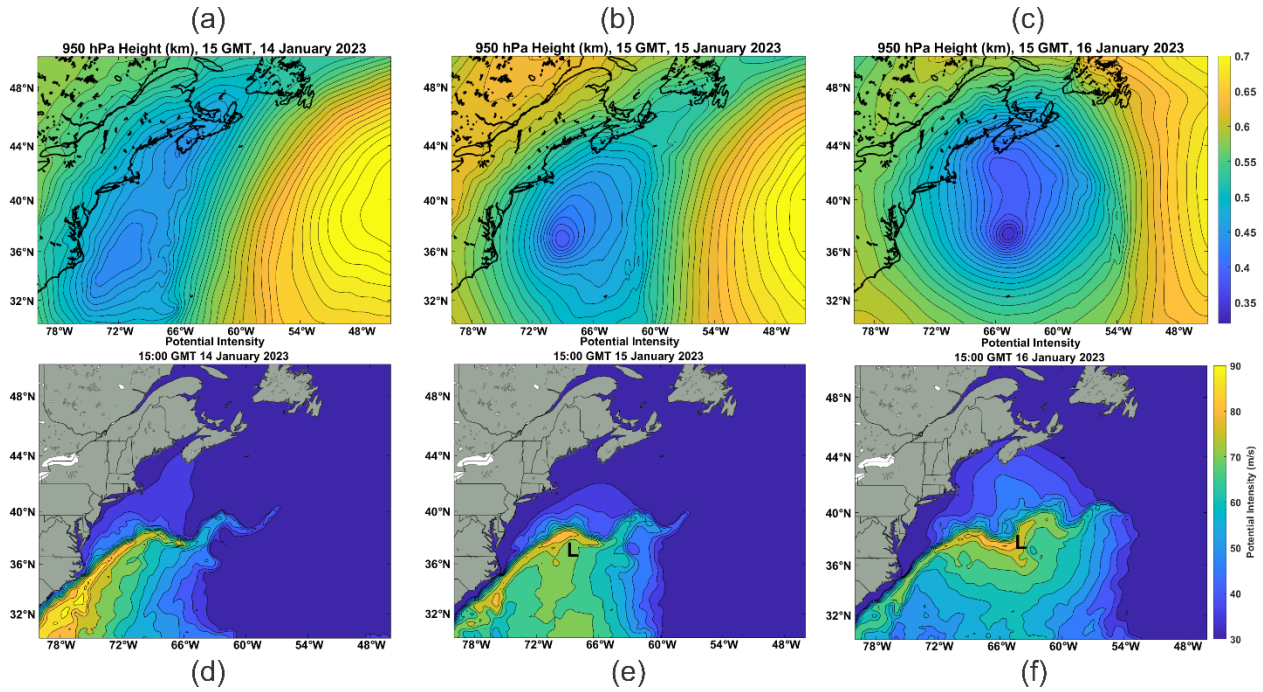 (a) (b) (c)
950 hPa Height (km), 15 GMT, 14 January 2023
950 hPa Height (km), 15 GMT, 15 January 2023
950 hPa Height (km), 15 GMT, 16 January 2023
48°N
44°N
40°N
36°N
32°N
78°W 72°W 66°W 60°W 54°W 48°W
48°N
44°N
40°N
36°N
32°N
78°W 72°W 66°W 60°W 54°W 48°W
48°N
44°N
40°N
36°N
32°N
78°W 72°W 66°W 60°W 54°W 48°W
0.7
0.65
0.6
0.55
0.5
0.45
0.4
0.35
Potential Intensity
15:00 GMT 14 January 2023
Potential Intensity
15:00 GMT 15 January 2023
15:00 GMT 16 January 2023
48°N
44°N
40°N
36°N
32°N
78°W 72°W 66°W 60°W 54°W 48°W
48°N
44°N
40°N
36°N
32°N
L
78°W 72°W 66°W 60°W 54°W 48°W
48°N
44°N
40°N
36°N
32°N
L
78°W 72°W 66°W 60°W 54°W 48°W
90
80
70
60
50
40
30
Potential Intensity (m/s)
(d) (e) (f)